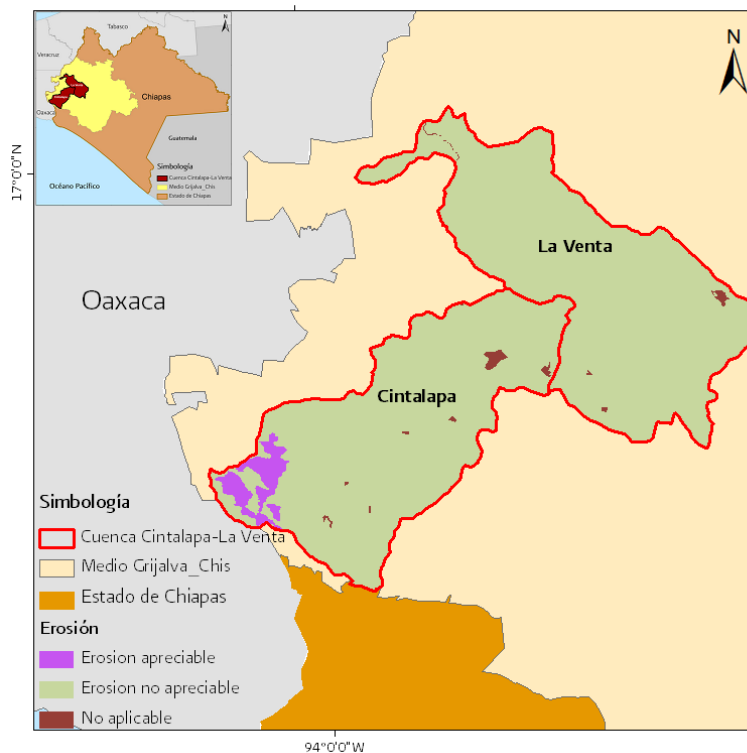 Tabasco
N
Veracruz
Chiapas
Oaxaca
Guatemala
Océano Pacífico
Simbología
Cuenca Cintalapa-La Venta
Medio Grijalva_Chis
Estado de Chiapas
N
17°0'0"N
La Venta
Oaxaca
Cintalapa
Simbología
Cuenca Cintalapa-La Venta
Medio Grijalva_Chis
Estado de Chiapas
Erosión
Erosion apreciable
Erosion no apreciable
No aplicable
94°0'0"W